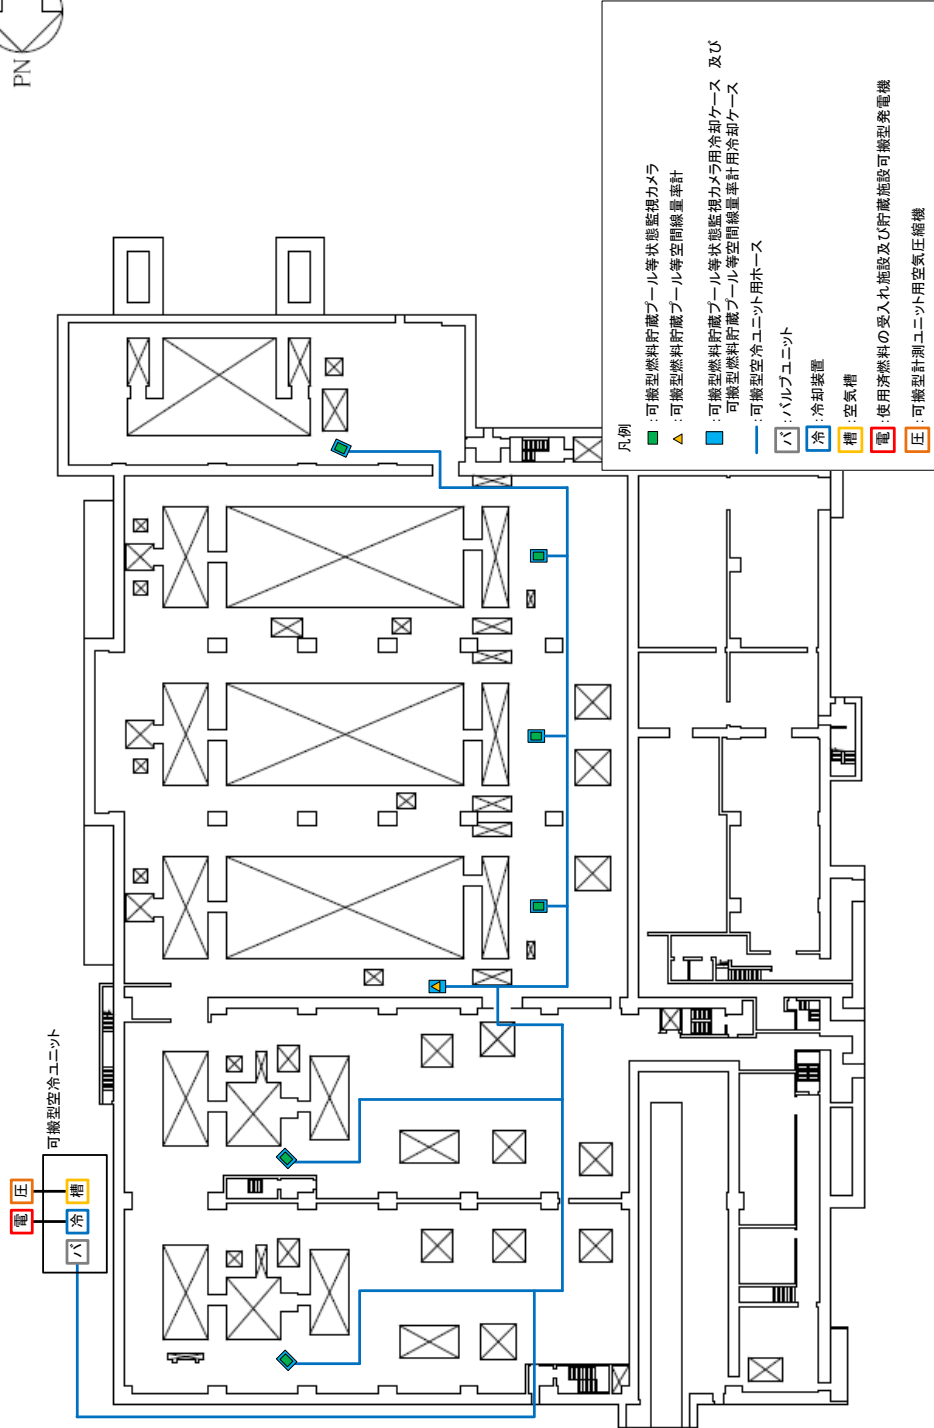 PN
可搬型空冷ユニット
電
圧
バ
冷
槽
凡例
：可搬型燃料貯蔵プール等状態監視カメラ
：可搬型燃料貯蔵プール等空間線量率計
：可搬型燃料貯蔵プール等状態監視カメラ用冷却ケース 及び
可搬型燃料貯蔵プール等空間線量率計用冷却ケース
：可搬型空冷ユニット用ホース
バ：バルブユニット
冷：冷却装置
槽：空気槽
電：使用済燃料の受入れ施設及び貯蔵施設可搬型発電機
圧：可搬型計測ユニット用空気圧縮機